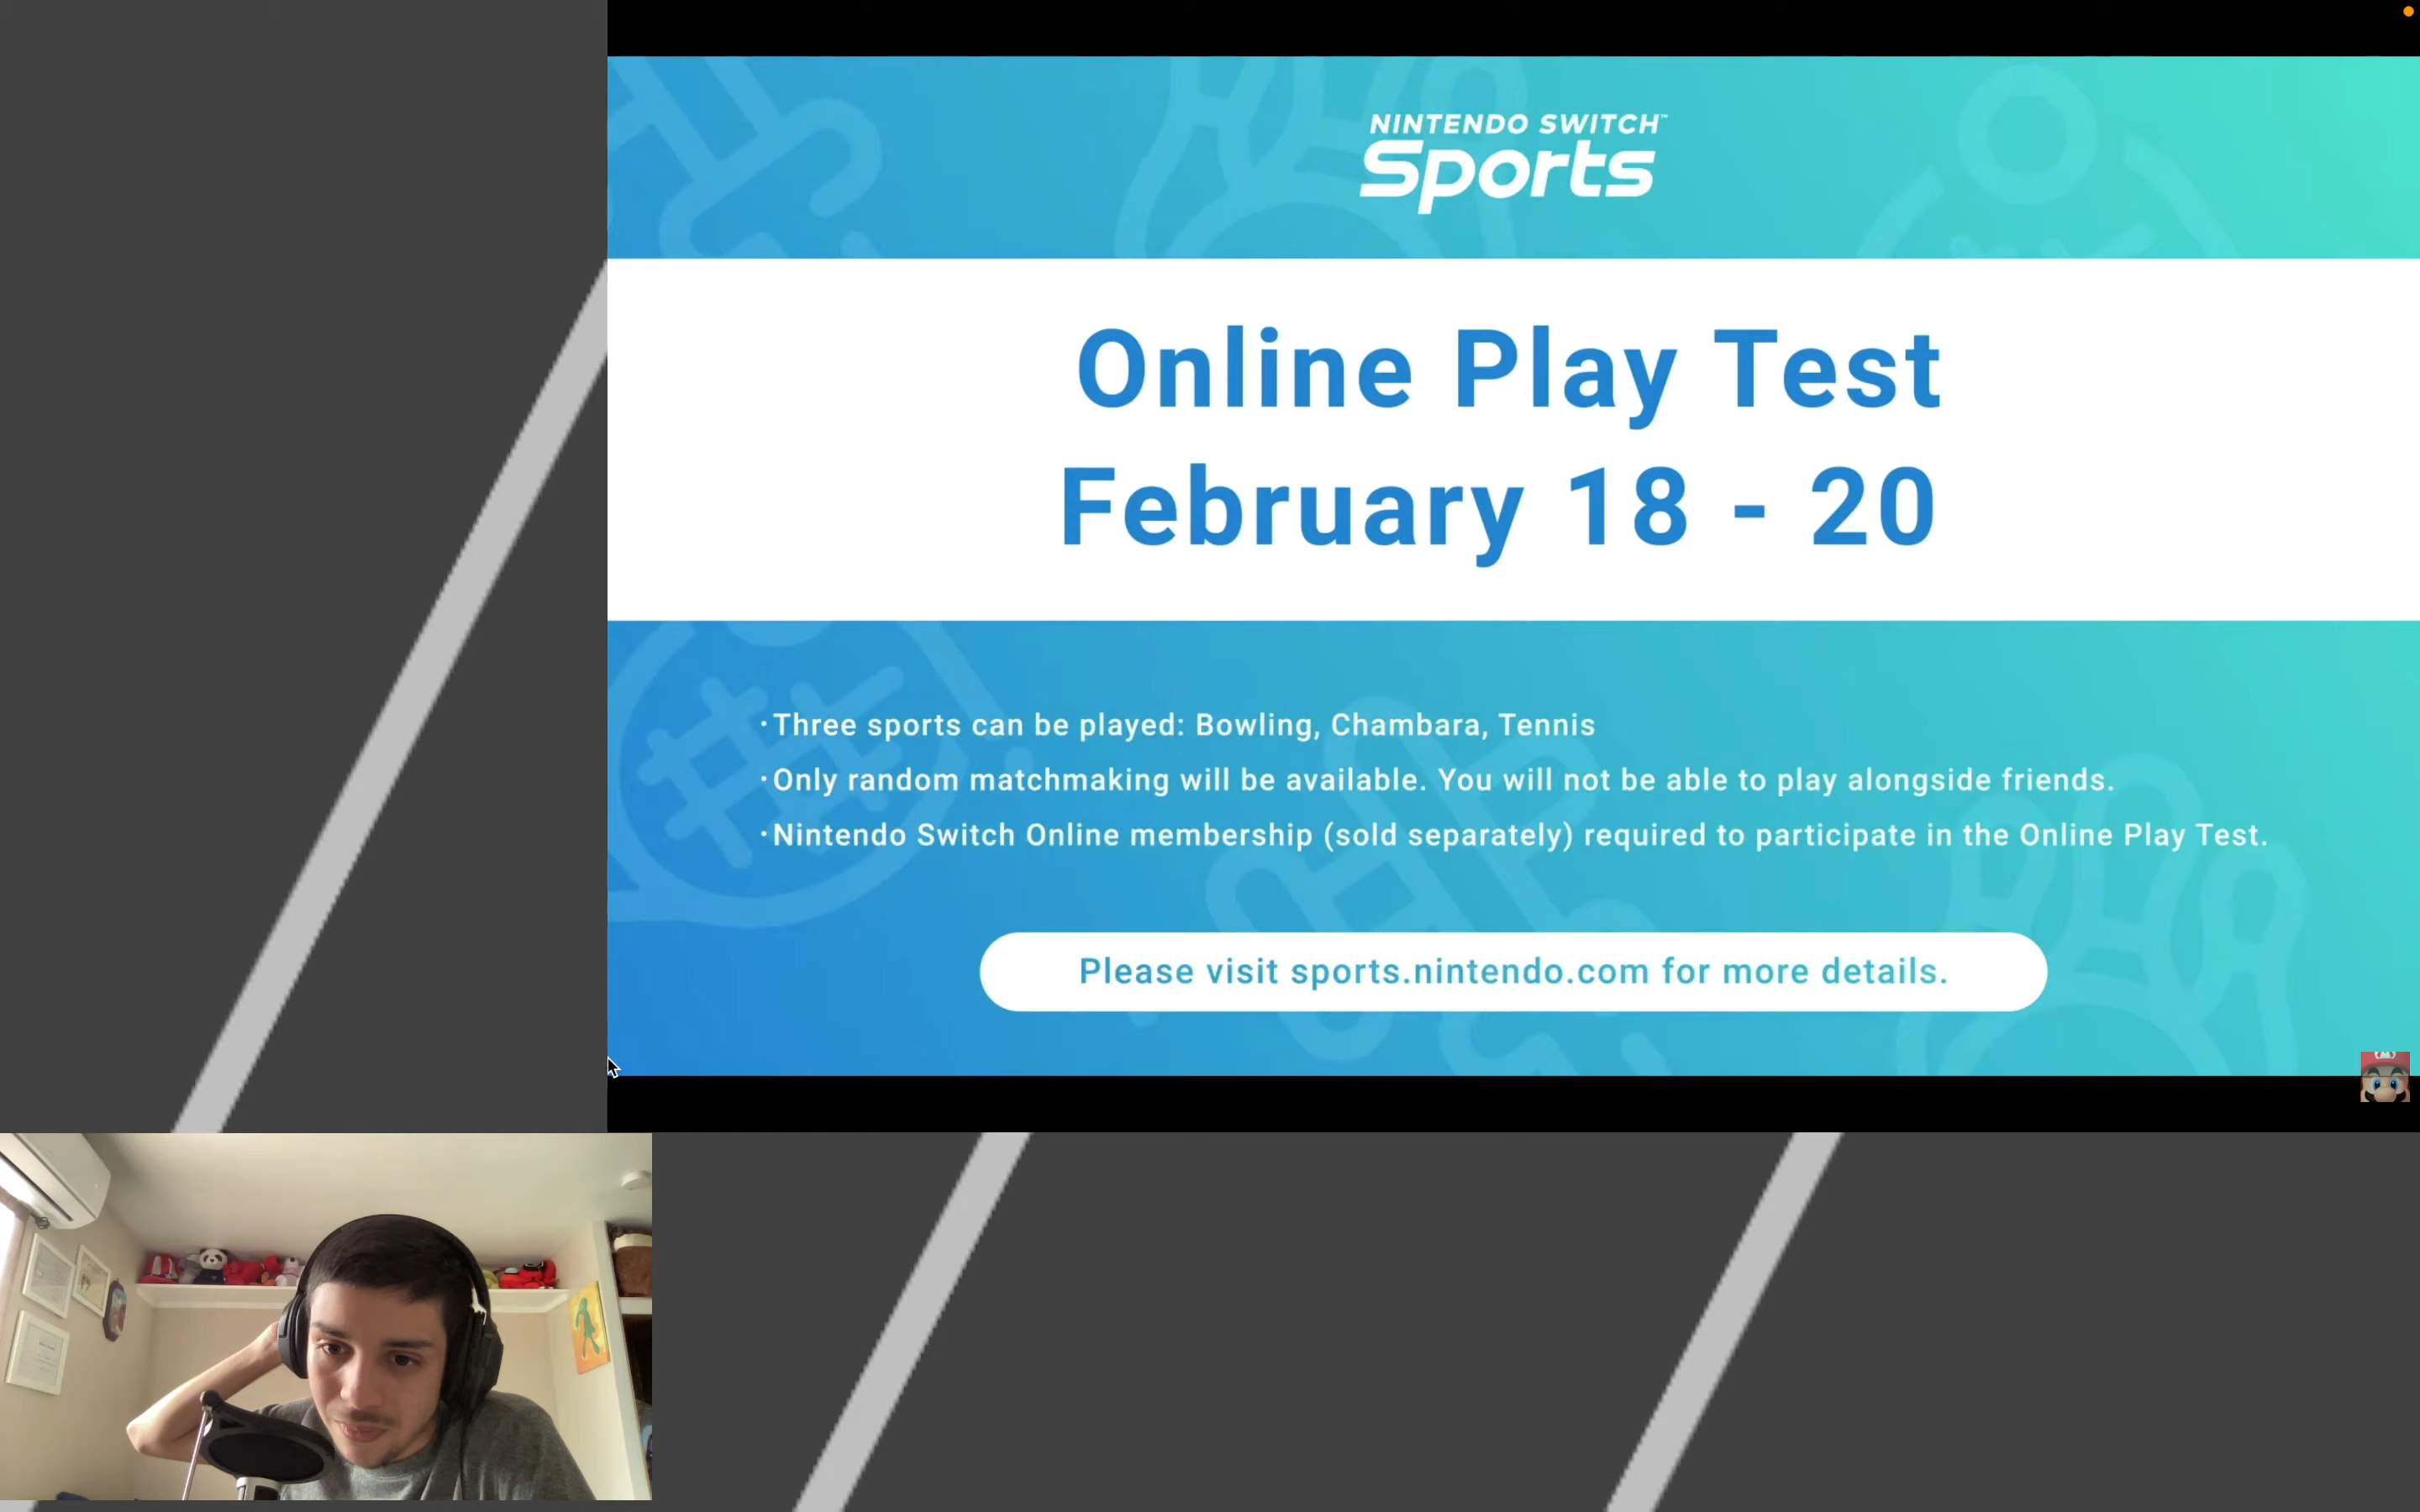 NINTENDO SWITCH™
Sports
Online Play Test
February 18 - 20
·Three sports can be played: Bowling, Chambara, Tennis
·Only random matchmaking will be available. You will not be able to play alongside friends.
·Nintendo Switch Online membership (sold separately) required to participate in the Online Play Test.
Please visit sports.nintendo.com for more details.